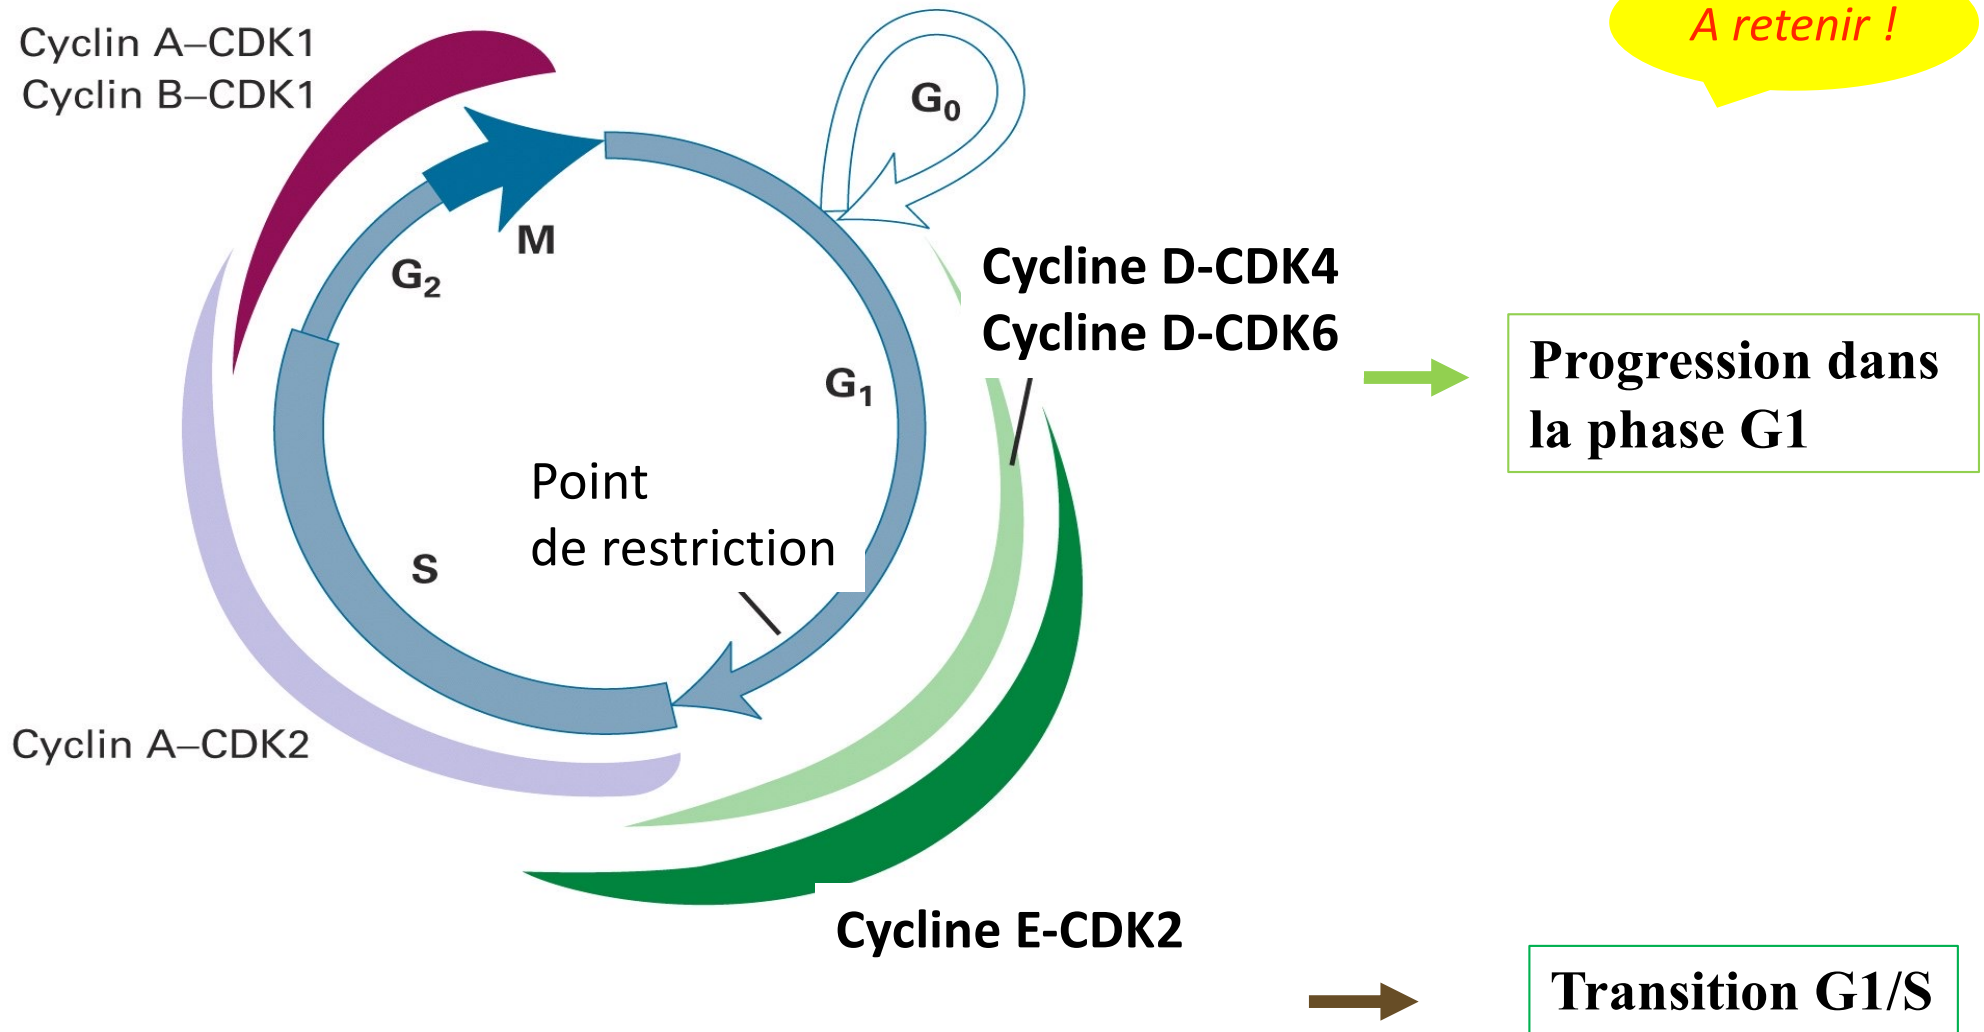 A retenir !
Cyclin A–CDK1
Cyclin B–CDK1
G₀
M
G₂
Cycline D-CDK4
Cycline D-CDK6
G₁
Progression dans
la phase G1
Point
de restriction
S
Cyclin A–CDK2
Cycline E-CDK2
Transition G1/S